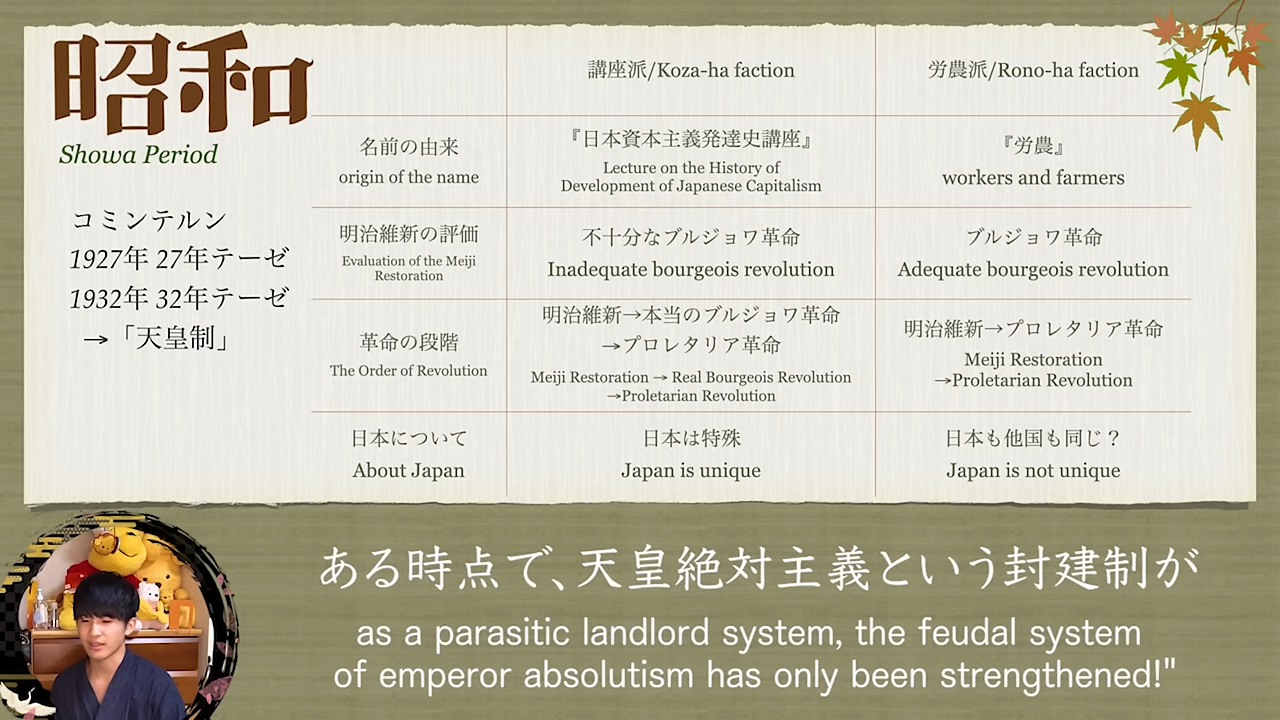 昭和
Showa Period
コミンテルン
1927年 27年テーゼ
1932年 32年テーゼ
→「天皇制」
講座派/Koza-ha faction
労農派/Rono-ha faction
名前の由来
origin of the name
『日本資本主義発達史講座』
Lecture on the History of
Development of Japanese Capitalism
『労農』
workers and farmers
明治維新の評価
Evaluation of the Meiji
Restoration
不十分なブルジョワ革命
Inadequate bourgeois revolution
ブルジョワ革命
Adequate bourgeois revolution
革命の段階
The Order of Revolution
明治維新→本当のブルジョワ革命
→プロレタリア革命
Meiji Restoration → Real Bourgeois Revolution
→Proletarian Revolution
明治維新→プロレタリア革命
Meiji Restoration
→Proletarian Revolution
日本について
About Japan
日本は特殊
Japan is unique
日本も他国も同じ？
Japan is not unique
ある時点で、天皇絶対主義という封建制が
as a parasitic landlord system, the feudal system
of emperor absolutism has only been strengthened!"